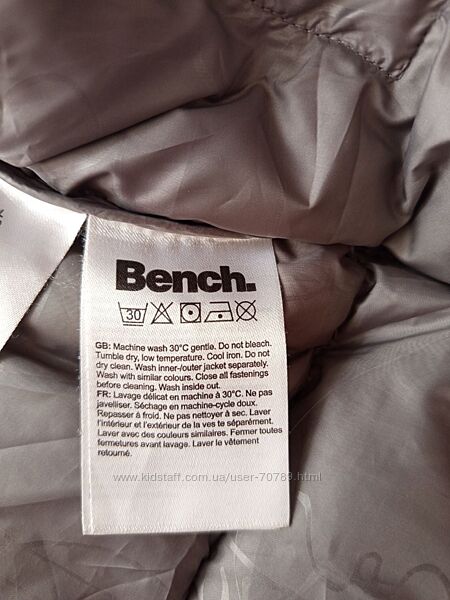 Bench.
30
GB: Machine wash 30°C gentle. Do not bleach.
Tumble dry, low temperature. Cool iron. Do not
dry clean. Wash inner-/outer jacket separately.
Wash with similar colours. Close all fastenings
before cleaning. Wash inside out.
FR: Lavage délicat en machine à 30°C. Ne pas
javelliser. Séchage en machine-cycle doux.
Repasser à froid. Ne pas nettoyer à sec. Laver
l'intérieur et l'extérieur de la ves te séparément.
Laver avec des couleurs similaires. Fermer toutes
fermetures avant lavage. Laver le vêtement
retourné.
www.kidstaff.com.ua/user-70789.html